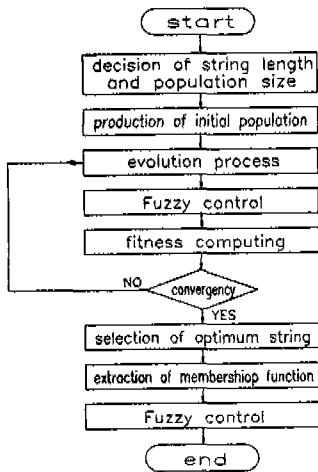 start
decision of string length
and population size
production of initial population
evolution process
Fuzzy control
fitness computing
convergency
NO
YES
selection of optimum string
extraction of membershiop function
Fuzzy control
end